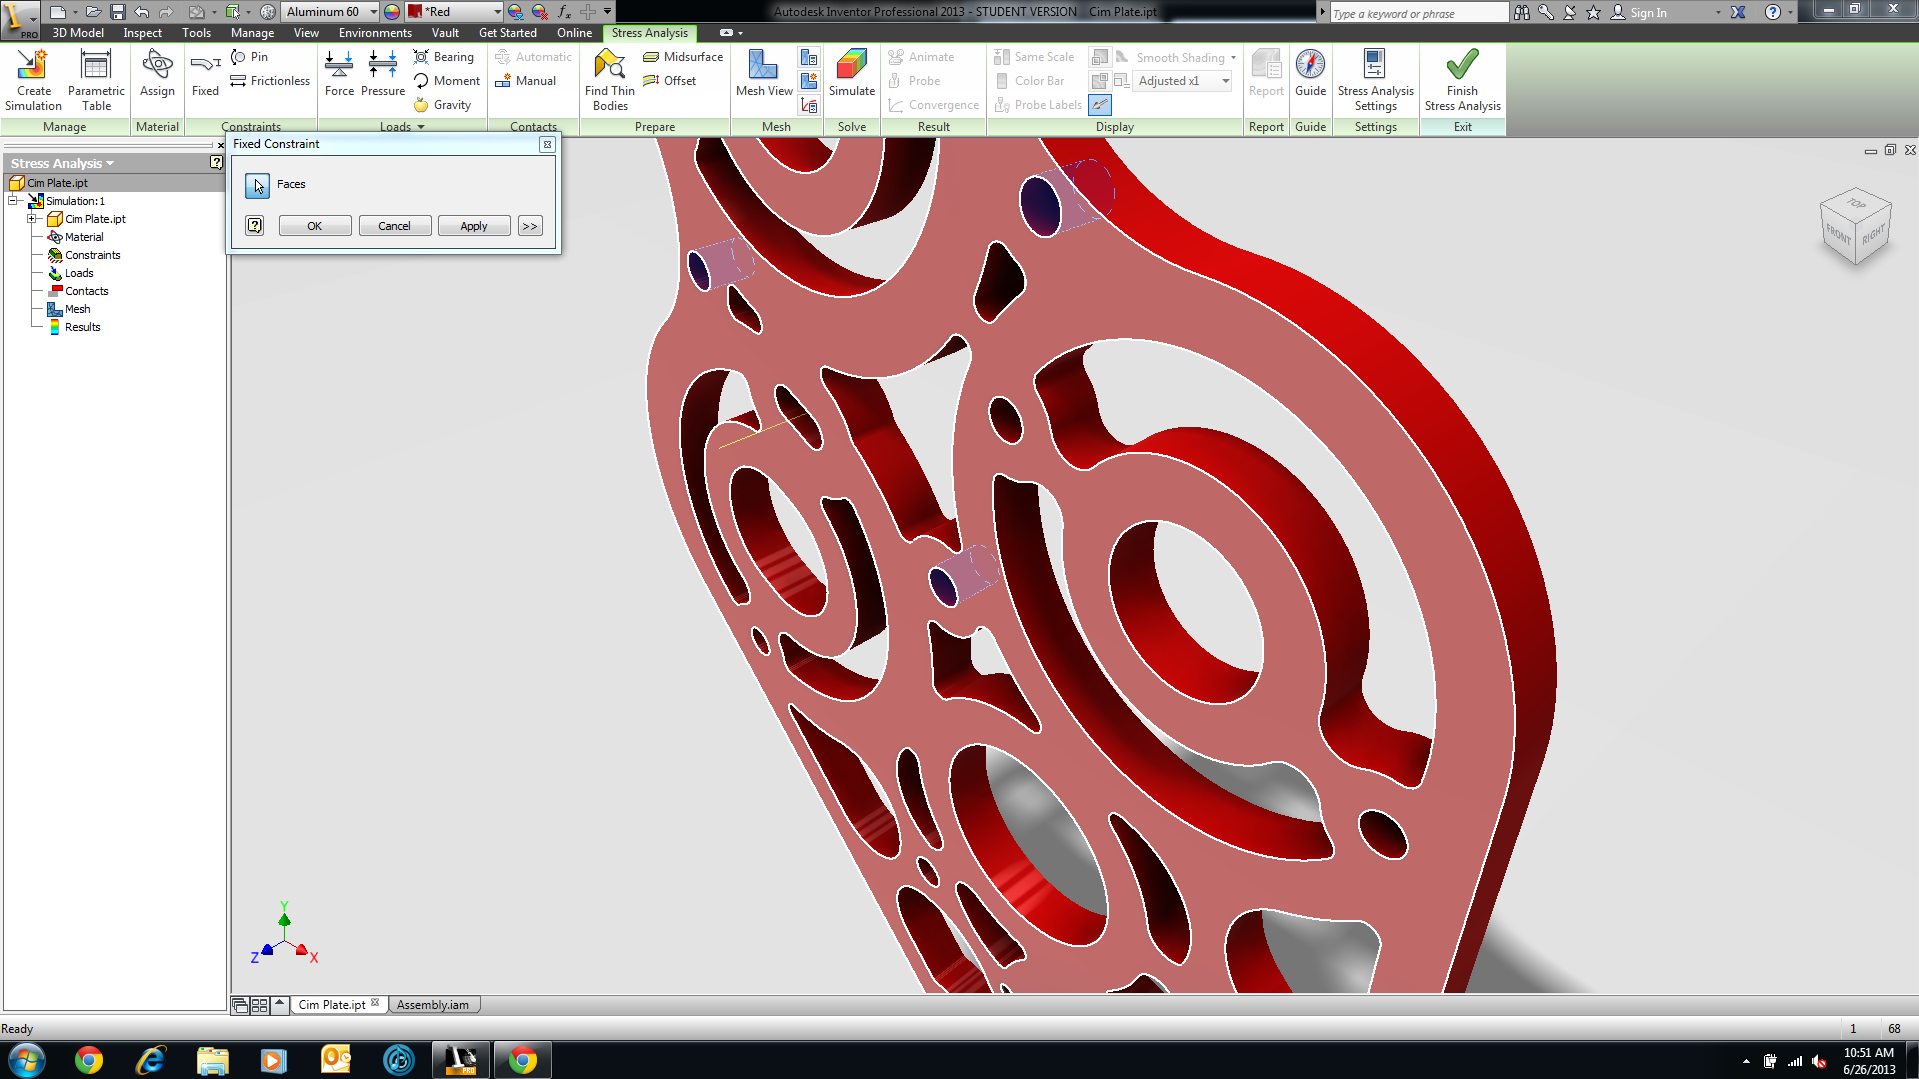 Aluminum 60
*Red
Autodesk Inventor Professional 2013 - STUDENT VERSION Cim Plate.ipt
Type a keyword or phrase
Sign In
PRO
3D Model Inspect Tools Manage View Environments Vault Get Started Online Stress Analysis
Create Simulation
Parametric Table
Manage
Assign
Material
Fixed
Pin
Frictionless
Constraints
Force
Pressure
Bearing
Moment
Gravity
Loads
Automatic
Manual
Contacts
Find Thin Bodies
Midsurface
Offset
Prepare
Mesh View
Mesh
Simulate
Solve
Animate
Probe
Convergence
Result
Same Scale
Color Bar
Probe Labels
Smooth Shading
Adjusted x1
Display
Report
Report
Guide
Guide
Stress Analysis Settings
Settings
Finish Stress Analysis
Exit
Stress Analysis
Cim Plate.ipt
Simulation:1
Cim Plate.ipt
Material
Constraints
Loads
Contacts
Mesh
Results
Fixed Constraint
Faces
OK
Cancel
Apply
>>
TOP
FRONT
RIGHT
Y
Z
X
Cim Plate.ipt
Assembly.iam
Ready
1
68
PRO
10:51 AM
6/26/2013